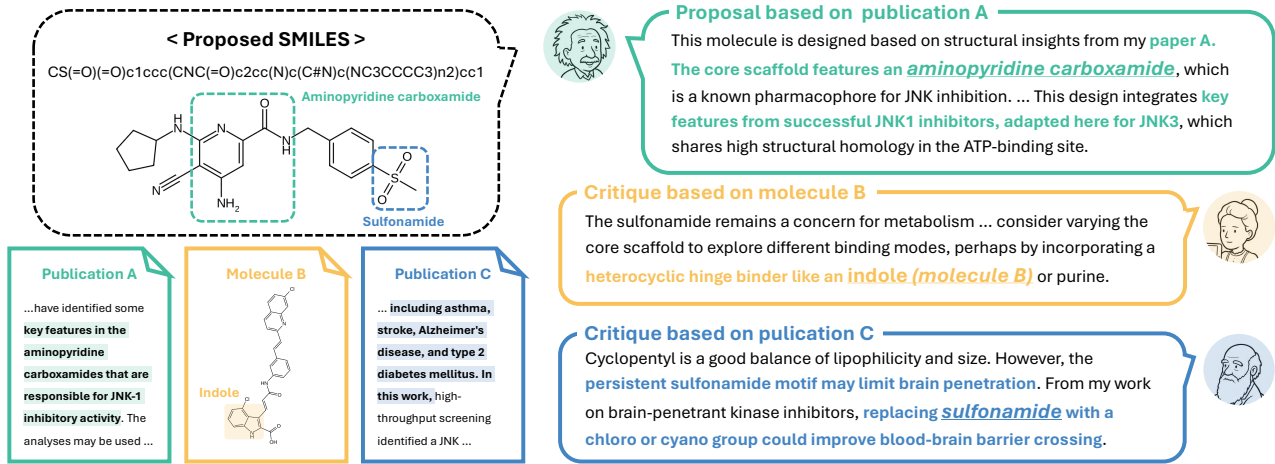 < Proposed SMILES >
CS(=O)(=O)c1ccc(CNC(=O)c2cc(N)c(C#N)c(NC3CCCC3)n2)cc1
Aminopyridine carboxamide
O
H
N
N
N
H
N
NH2
O
S
O
Sulfonamide
Publication A
...have identified some
key features in the
aminopyridine
carboxamides that are
responsible for JNK-1
inhibitory activity. The
analyses may be used ...
Molecule B
Cl
N
HN
O
Indole
Cl
O
N
H
OH
Publication C
... including asthma,
stroke, Alzheimer's
disease, and type 2
diabetes mellitus. In
this work, high-
throughput screening
identified a JNK ...
Proposal based on publication A
This molecule is designed based on structural insights from my paper A.
The core scaffold features an aminopyridine carboxamide, which
is a known pharmacophore for JNK inhibition. ... This design integrates key
features from successful JNK1 inhibitors, adapted here for JNK3, which
shares high structural homology in the ATP-binding site.
Critique based on molecule B
The sulfonamide remains a concern for metabolism ... consider varying the
core scaffold to explore different binding modes, perhaps by incorporating a
heterocyclic hinge binder like an indole (molecule B) or purine.
Critique based on pulication C
Cyclopentyl is a good balance of lipophilicity and size. However, the
persistent sulfonamide motif may limit brain penetration. From my work
on brain-penetrant kinase inhibitors, replacing sulfonamide with a
chloro or cyano group could improve blood-brain barrier crossing.